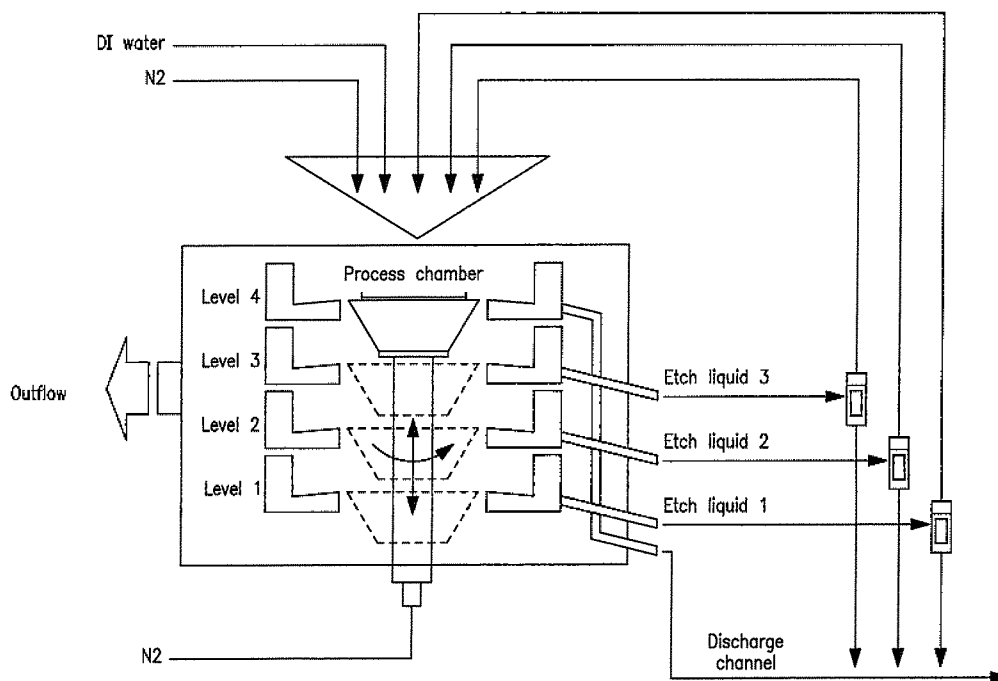 DI water
N2
Process chamber
Level 4
Level 3
Etch liquid 3
Outflow
Level 2
Etch liquid 2
Level 1
Etch liquid 1
N2
Discharge
channel